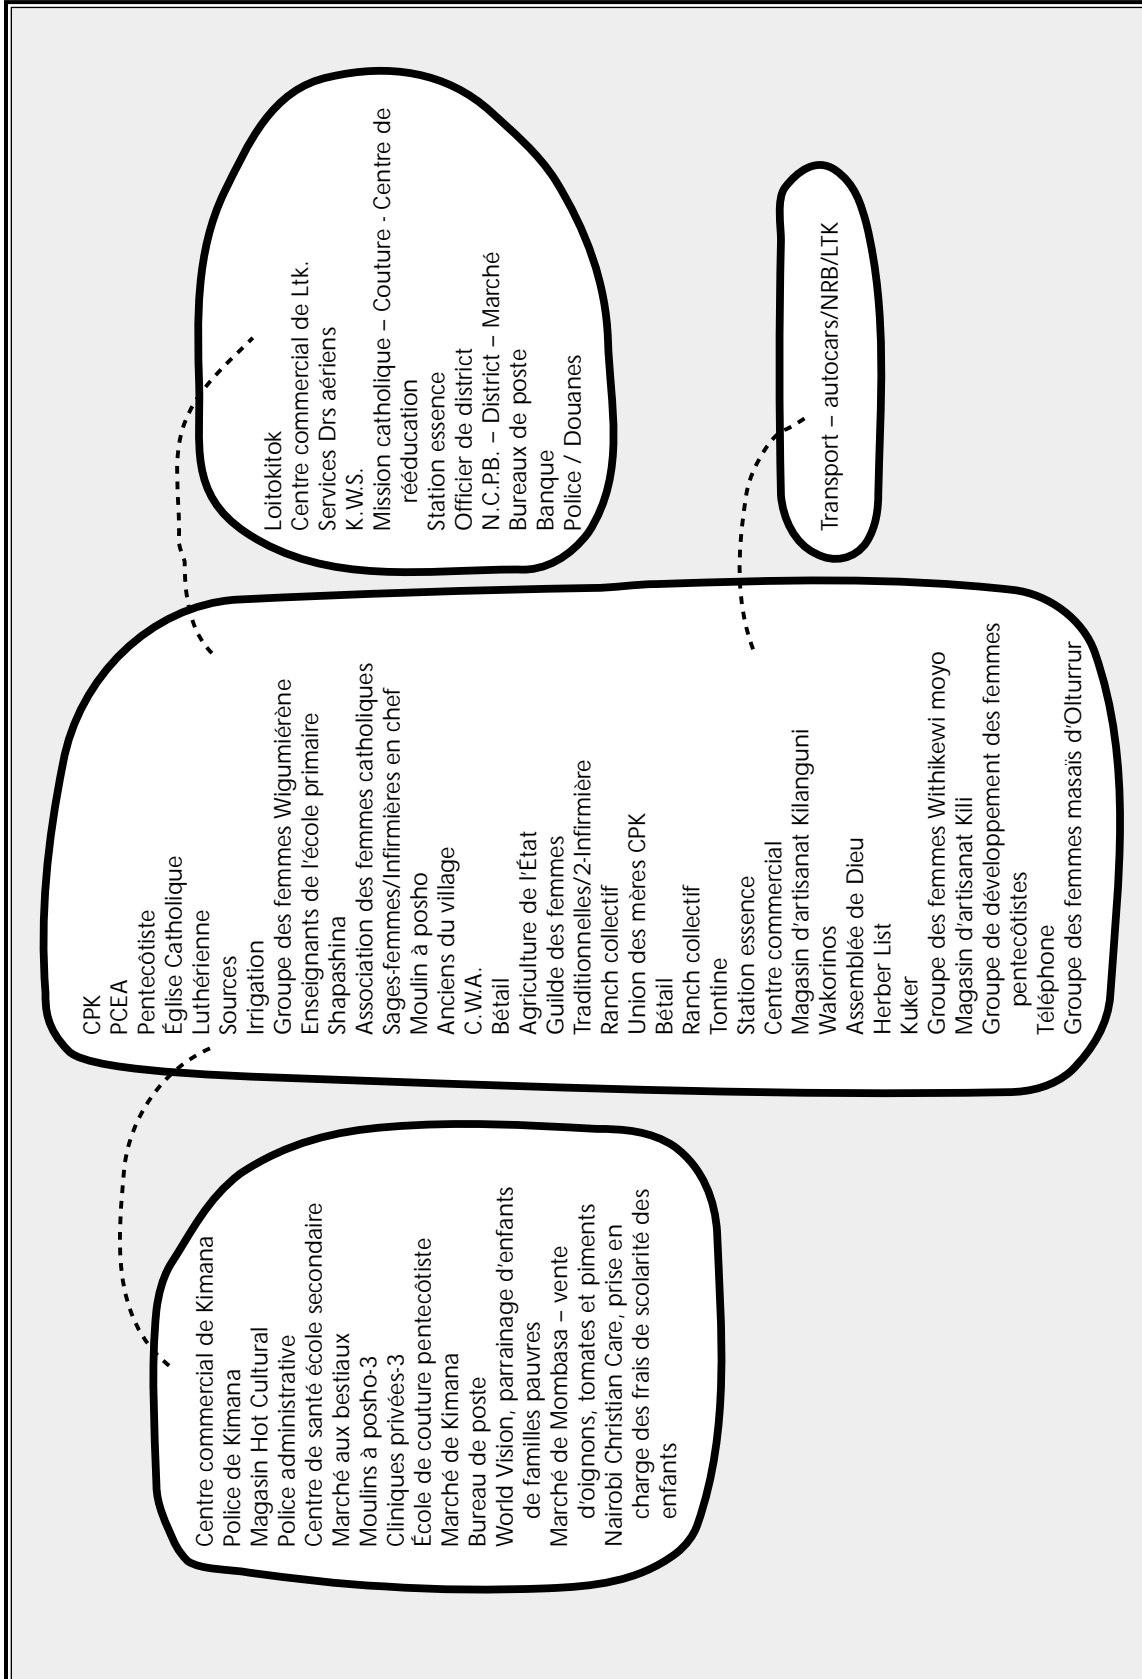 Centre commercial de Kimana
Police de Kimana
Magasin Hot Cultural
Police administrative
Centre de santé école secondaire
Marché aux bestiaux
Moulins à posho-3
Cliniques privées-3
École de couture pentecôtiste
Marché de Kimana
Bureau de poste
World Vision, parrainage d'enfants
de familles pauvres
Marché de Mombasa – vente
d'oignons, tomates et piments
Nairobi Christian Care, prise en
charge des frais de scolarité des
enfants
CPK
PCEA
Pentecôtiste
Église Catholique
Luthérienne
Sources
Irrigation
Groupe des femmes Wigumiérène
Enseignants de l'école primaire
Shapashina
Association des femmes catholiques
Sages-femmes/Infirmières en chef
Moulin à posho
Anciens du village
C.W.A.
Bétail
Agriculture de l'État
Guilde des femmes
Traditionnelles/2-Infirmière
Ranch collectif
Union des mères CPK
Bétail
Ranch collectif
Tontine
Station essence
Centre commercial
Magasin d'artisanat Kilanguni
Wakorinos
Assemblée de Dieu
Herber List
Kuker
Groupe des femmes Withikewi moyo
Magasin d'artisanat Kili
Groupe de développement des femmes
pentecôtistes
Téléphone
Groupe des femmes masaïs d'Olturrur
Loitokitok
Centre commercial de Ltk.
Services Drs aériens
K.W.S.
Mission catholique – Couture - Centre de
rééducation
Station essence
Officier de district
N.C.P.B. – District – Marché
Bureaux de poste
Banque
Police / Douanes
Transport – autocars/NRB/LTK